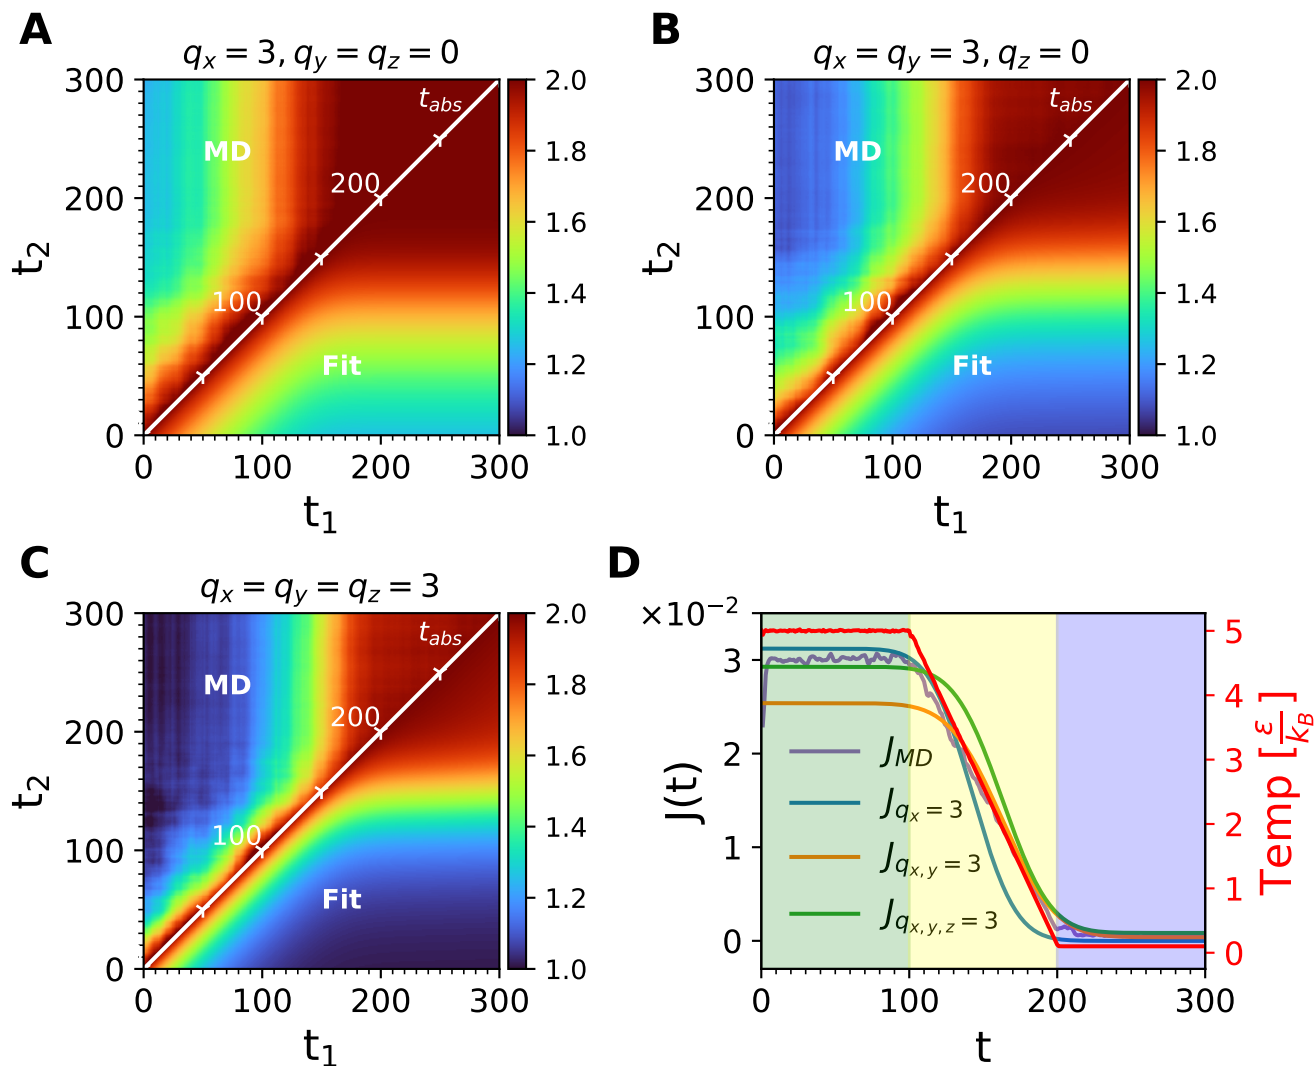 A
q_x = 3, q_y = q_z = 0
300
200
100
0
0 100 200 300
t_2
t_1
MD
Fit
t_abs
200
100
2.0
1.8
1.6
1.4
1.2
1.0
B
q_x = q_y = 3, q_z = 0
300
200
100
0
0 100 200 300
t_2
t_1
MD
Fit
t_abs
200
100
2.0
1.8
1.6
1.4
1.2
1.0
C
q_x = q_y = q_z = 3
300
200
100
0
0 100 200 300
t_2
t_1
MD
Fit
t_abs
200
100
2.0
1.8
1.6
1.4
1.2
1.0
D
×10⁻²
3
2
1
0
J(t)
0 100 200 300
t
J_MD
J_{q_x = 3}
J_{q_{x,y} = 3}
J_{q_{x,y,z} = 3}
5
4
3
2
1
0
Temp [ε/k_B]